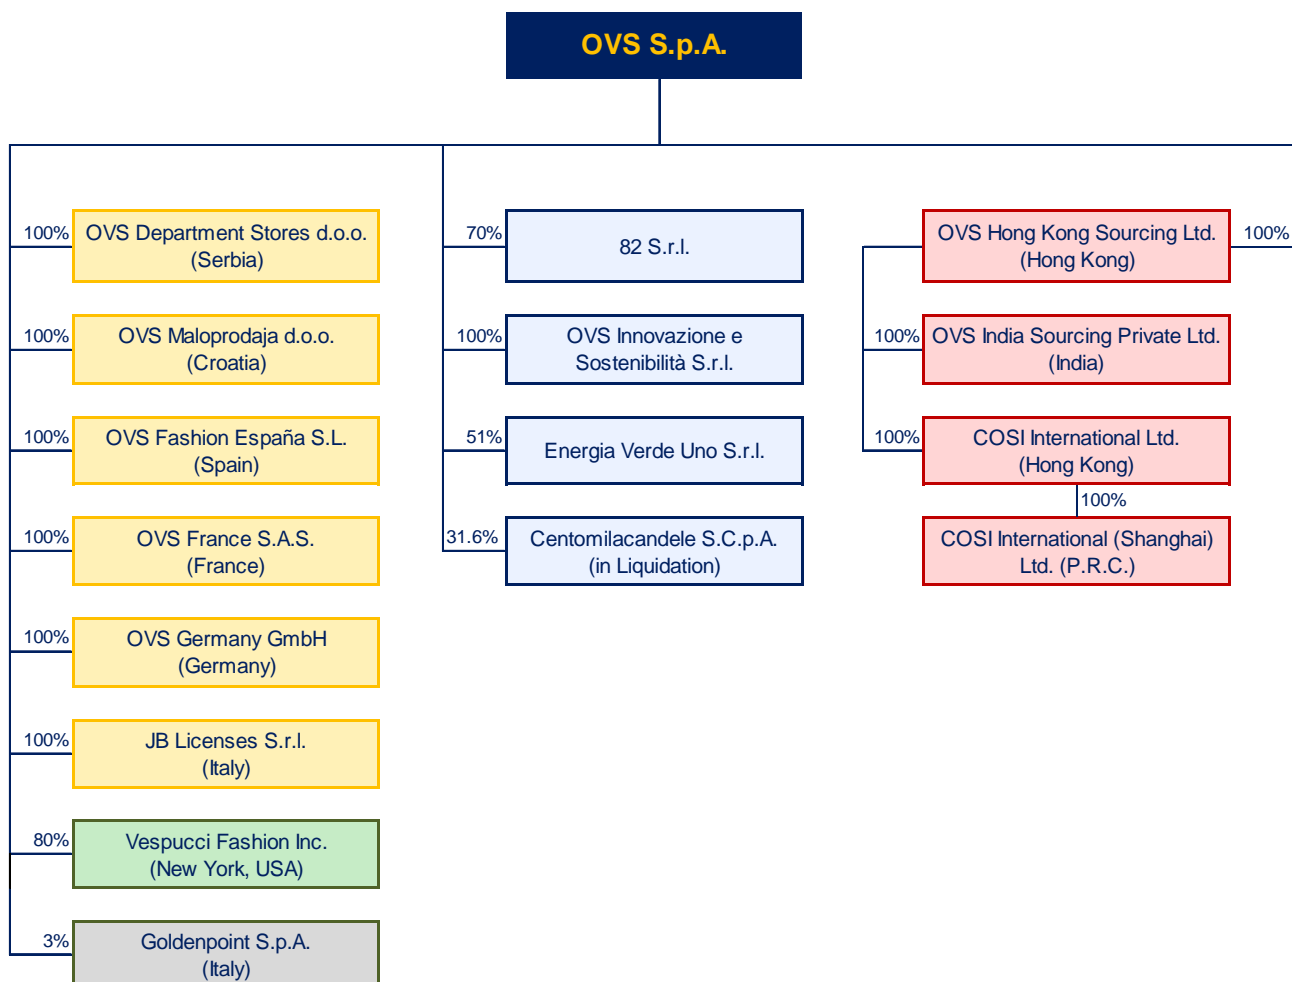 OVS S.p.A.
100%
OVS Department Stores d.o.o.
(Serbia)
100%
OVS Maloprodaja d.o.o.
(Croatia)
100%
OVS Fashion España S.L.
(Spain)
100%
OVS France S.A.S.
(France)
100%
OVS Germany GmbH
(Germany)
100%
JB Licenses S.r.l.
(Italy)
80%
Vespucci Fashion Inc.
(New York, USA)
3%
Goldenpoint S.p.A.
(Italy)
70%
82 S.r.l.
100%
OVS Innovazione e
Sostenibilità S.r.l.
51%
Energia Verde Uno S.r.l.
31.6%
Centomilacandele S.C.p.A.
(in Liquidation)
OVS Hong Kong Sourcing Ltd.
(Hong Kong)
100%
100%
OVS India Sourcing Private Ltd.
(India)
100%
COSI International Ltd.
(Hong Kong)
100%
COSI International (Shanghai)
Ltd. (P.R.C.)